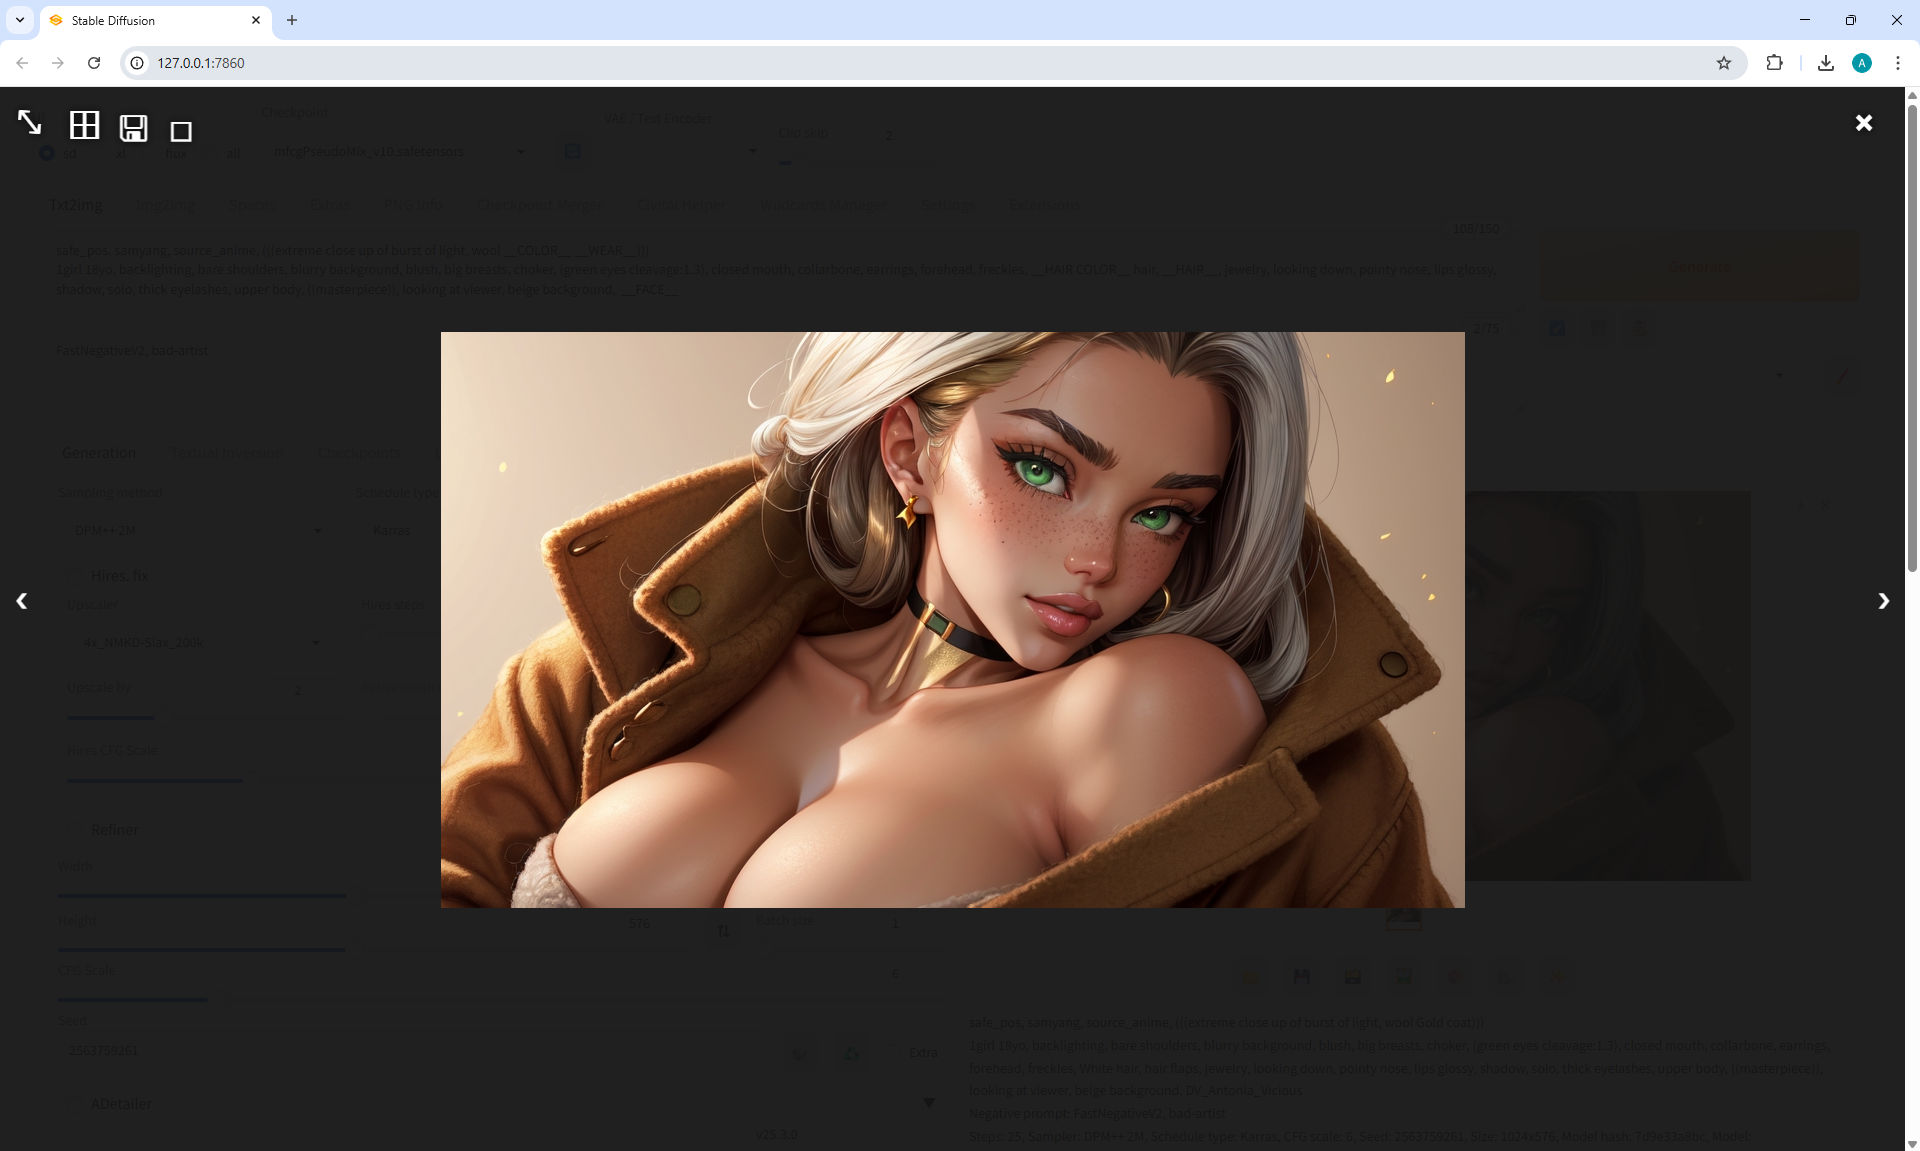 Stable Diffusion
127.0.0.1:7860
Checkpoint
VAE / Text Encoder
Clip skip
2
sd xl flux all
mfcgPseudoMix_v10.safetensors
Txt2img Img2img Spaces Extras PNG Info Checkpoint Merger Civitai Helper Wildcards Manager Settings Extensions
108/150
safe_pos, samyang, source_anime, (((extreme close up of burst of light, wool __COLOR__ __WEAR__)))
1girl 18yo, backlighting, bare shoulders, blurry background, blush, big breasts, choker, (green eyes cleavage:1.3), closed mouth, collarbone, earrings, forehead, freckles, __HAIR COLOR__ hair, __HAIR__, jewelry, looking down, pointy nose, lips glossy,
shadow, solo, thick eyelashes, upper body, ((masterpiece)), looking at viewer, beige background, __FACE__
Generate
2/75
FastNegativeV2, bad-artist
Generation Textual Inversion Checkpoints
Sampling method
Schedule type
DPM++ 2M
Karras
Hires. fix
Upscaler
Hires steps
4x_NMKD-Siax_200k
Upscale by
2
Hires CFG Scale
Refiner
Width
Height
576
Batch size
1
CFG Scale
6
Seed
2563759261
Extra
ADetailer
v25.3.0
safe_pos, samyang, source_anime, (((extreme close up of burst of light, wool Gold coat)))
1girl 18yo, backlighting, bare shoulders, blurry background, blush, big breasts, choker, (green eyes cleavage:1.3), closed mouth, collarbone, earrings,
forehead, freckles, White hair, hair flaps, jewelry, looking down, pointy nose, lips glossy, shadow, solo, thick eyelashes, upper body, ((masterpiece)),
looking at viewer, beige background, DV_Antonia_Vicious
Negative prompt: FastNegativeV2, bad-artist
Steps: 25, Sampler: DPM++ 2M, Schedule type: Karras, CFG scale: 6, Seed: 2563759261, Size: 1024x576, Model hash: 7d9e33a8bc, Model: